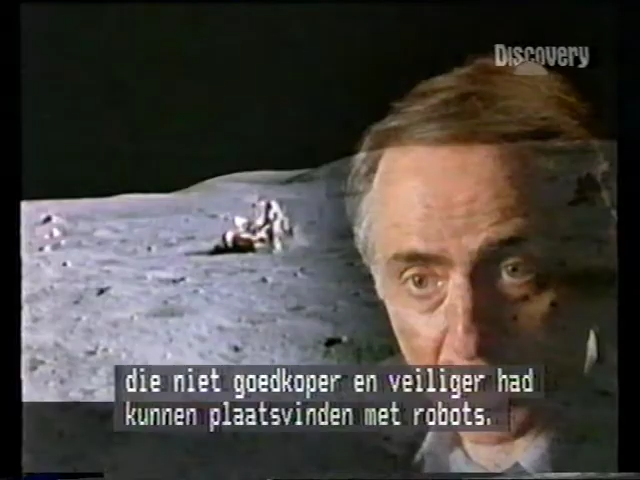 Discovery
die niet goedkoper en veiliger had
kunnen plaatsvinden met robots.